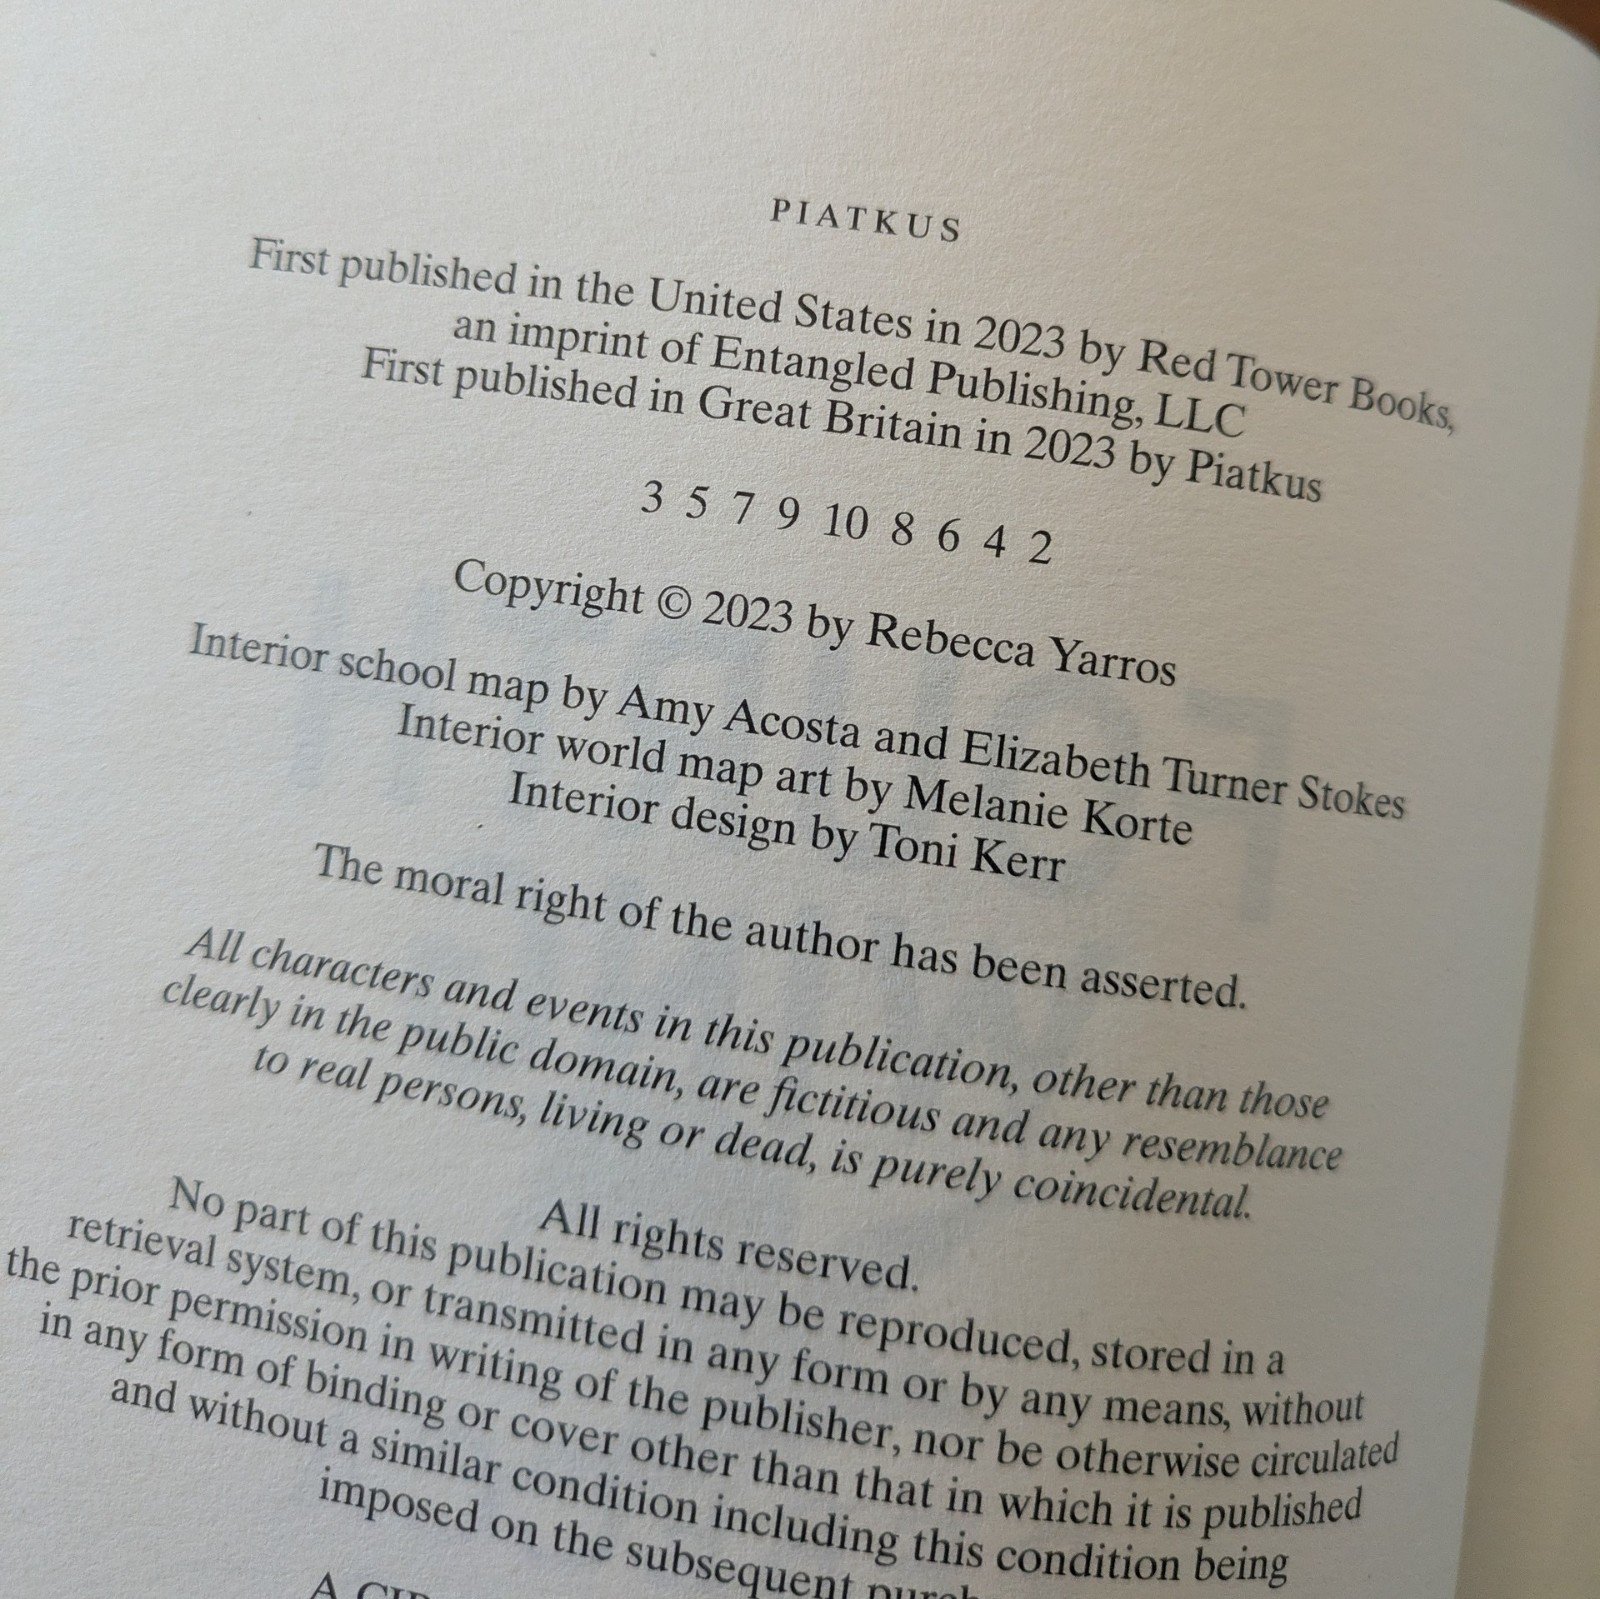 PIATKUS
First published in the United States in 2023 by Red Tower Books,
an imprint of Entangled Publishing, LLC
First published in Great Britain in 2023 by Piatkus
3 5 7 9 10 8 6 4 2
Copyright © 2023 by Rebecca Yarros
Interior school map by Amy Acosta and Elizabeth Turner Stokes
Interior world map art by Melanie Korte
Interior design by Toni Kerr
The moral right of the author has been asserted.
All characters and events in this publication, other than those
clearly in the public domain, are fictitious and any resemblance
to real persons, living or dead, is purely coincidental.
All rights reserved.
No part of this publication may be reproduced, stored in a
retrieval system, or transmitted in any form or by any means, without
the prior permission in writing of the publisher, nor be otherwise circulated
in any form of binding or cover other than that in which it is published
and without a similar condition including this condition being
imposed on the subsequent
A CIP